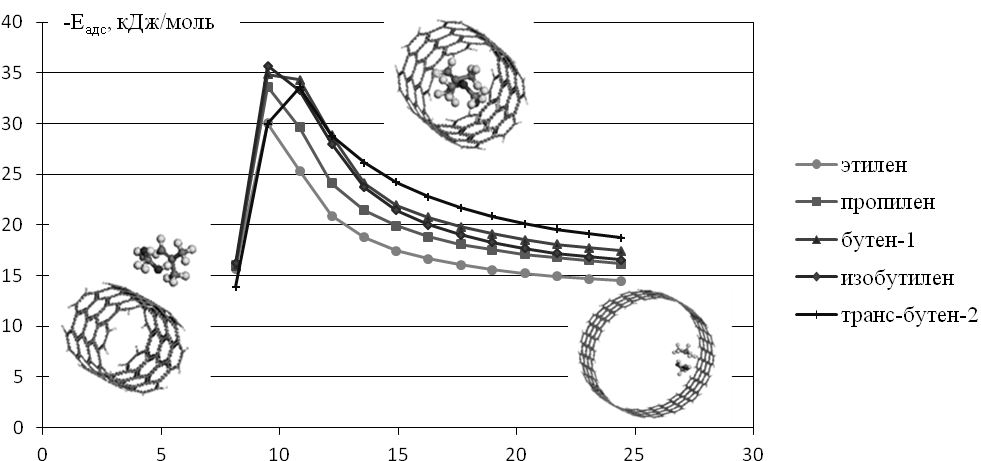 -Eадс, кДж/моль
40
35
30
25
20
15
10
5
0
0 5 10 15 20 25 30
этилен
пропилен
бутен-1
изобутилен
транс-бутен-2